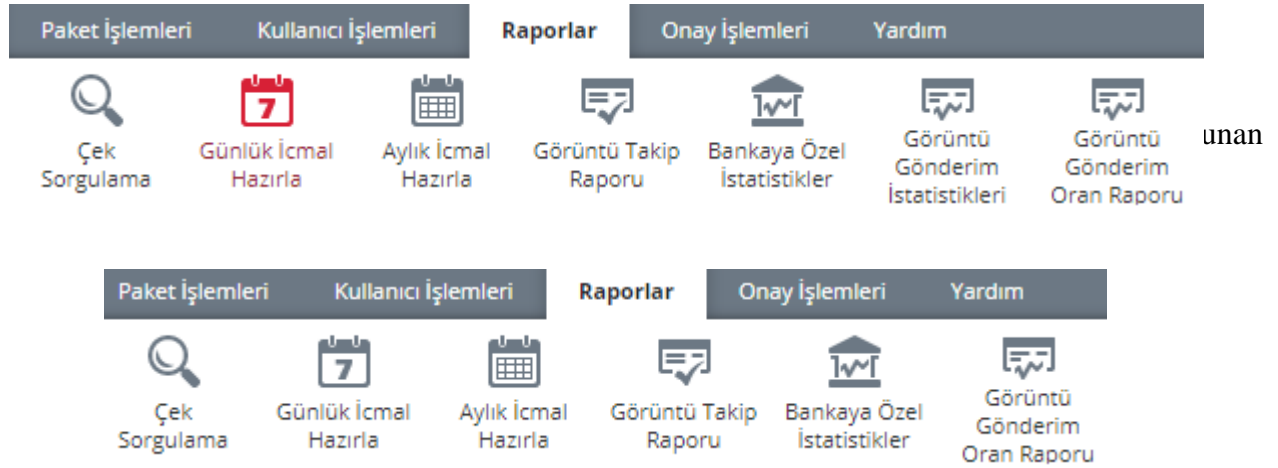 Paket İşlemleri Kullanıcı İşlemleri Raporlar Onay İşlemleri Yardım
7
Çek
Sorgulama
Günlük İcmal
Hazırla
Aylık İcmal
Hazırla
Görüntü Takip
Raporu
Bankaya Özel
İstatistikler
Görüntü
Gönderim
İstatistikleri
Görüntü
Gönderim
Oran Raporu
unan
Paket İşlemleri Kullanıcı İşlemleri Raporlar Onay İşlemleri Yardım
7
Çek
Sorgulama
Günlük İcmal
Hazırla
Aylık İcmal
Hazırla
Görüntü Takip
Raporu
Bankaya Özel
İstatistikler
Görüntü
Gönderim
Oran Raporu